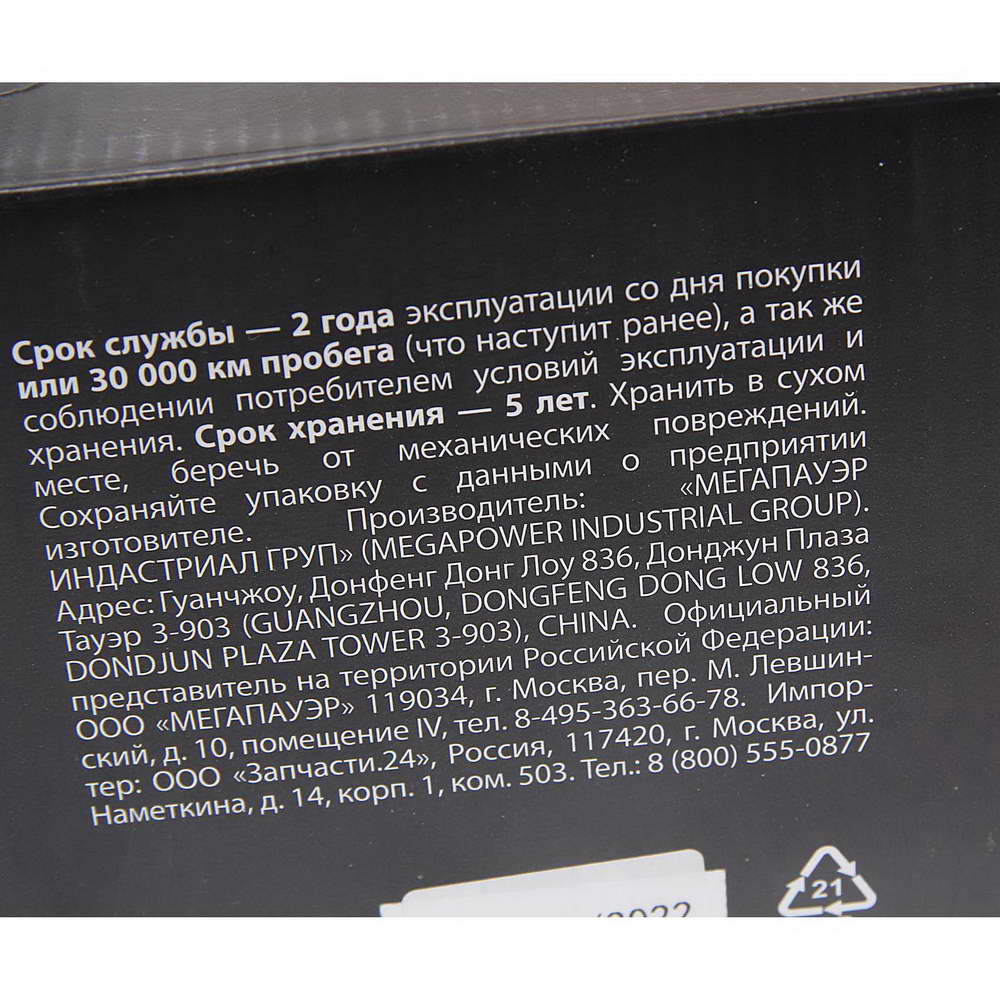 Срок службы — 2 года эксплуатации со дня покупки
или 30 000 км пробега (что наступит ранее), а так же
соблюдении потребителем условий эксплуатации и
хранения. Срок хранения — 5 лет. Хранить в сухом
месте, беречь от механических повреждений.
Сохраняйте упаковку с данными о предприятии
изготовителе. Производитель: «МЕГАПАУЭР
ИНДАСТРИАЛ ГРУП» (MEGAPOWER INDUSTRIAL GROUP).
Адрес: Гуанчжоу, Донфенг Донг Лоу 836, Донджун Плаза
Тауэр 3-903 (GUANGZHOU, DONGFENG DONG LOW 836,
DONDJUN PLAZA TOWER 3-903), CHINA. Официальный
представитель на территории Российской Федерации:
ООО «МЕГАПАУЭР» 119034, г. Москва, пер. М. Левшин-
ский, д. 10, помещение IV, тел. 8-495-363-66-78. Импор-
тер: ООО «Запчасти.24», Россия, 117420, г. Москва, ул.
Наметкина, д. 14, корп. 1, ком. 503. Тел.: 8 (800) 555-0877
/2022
21